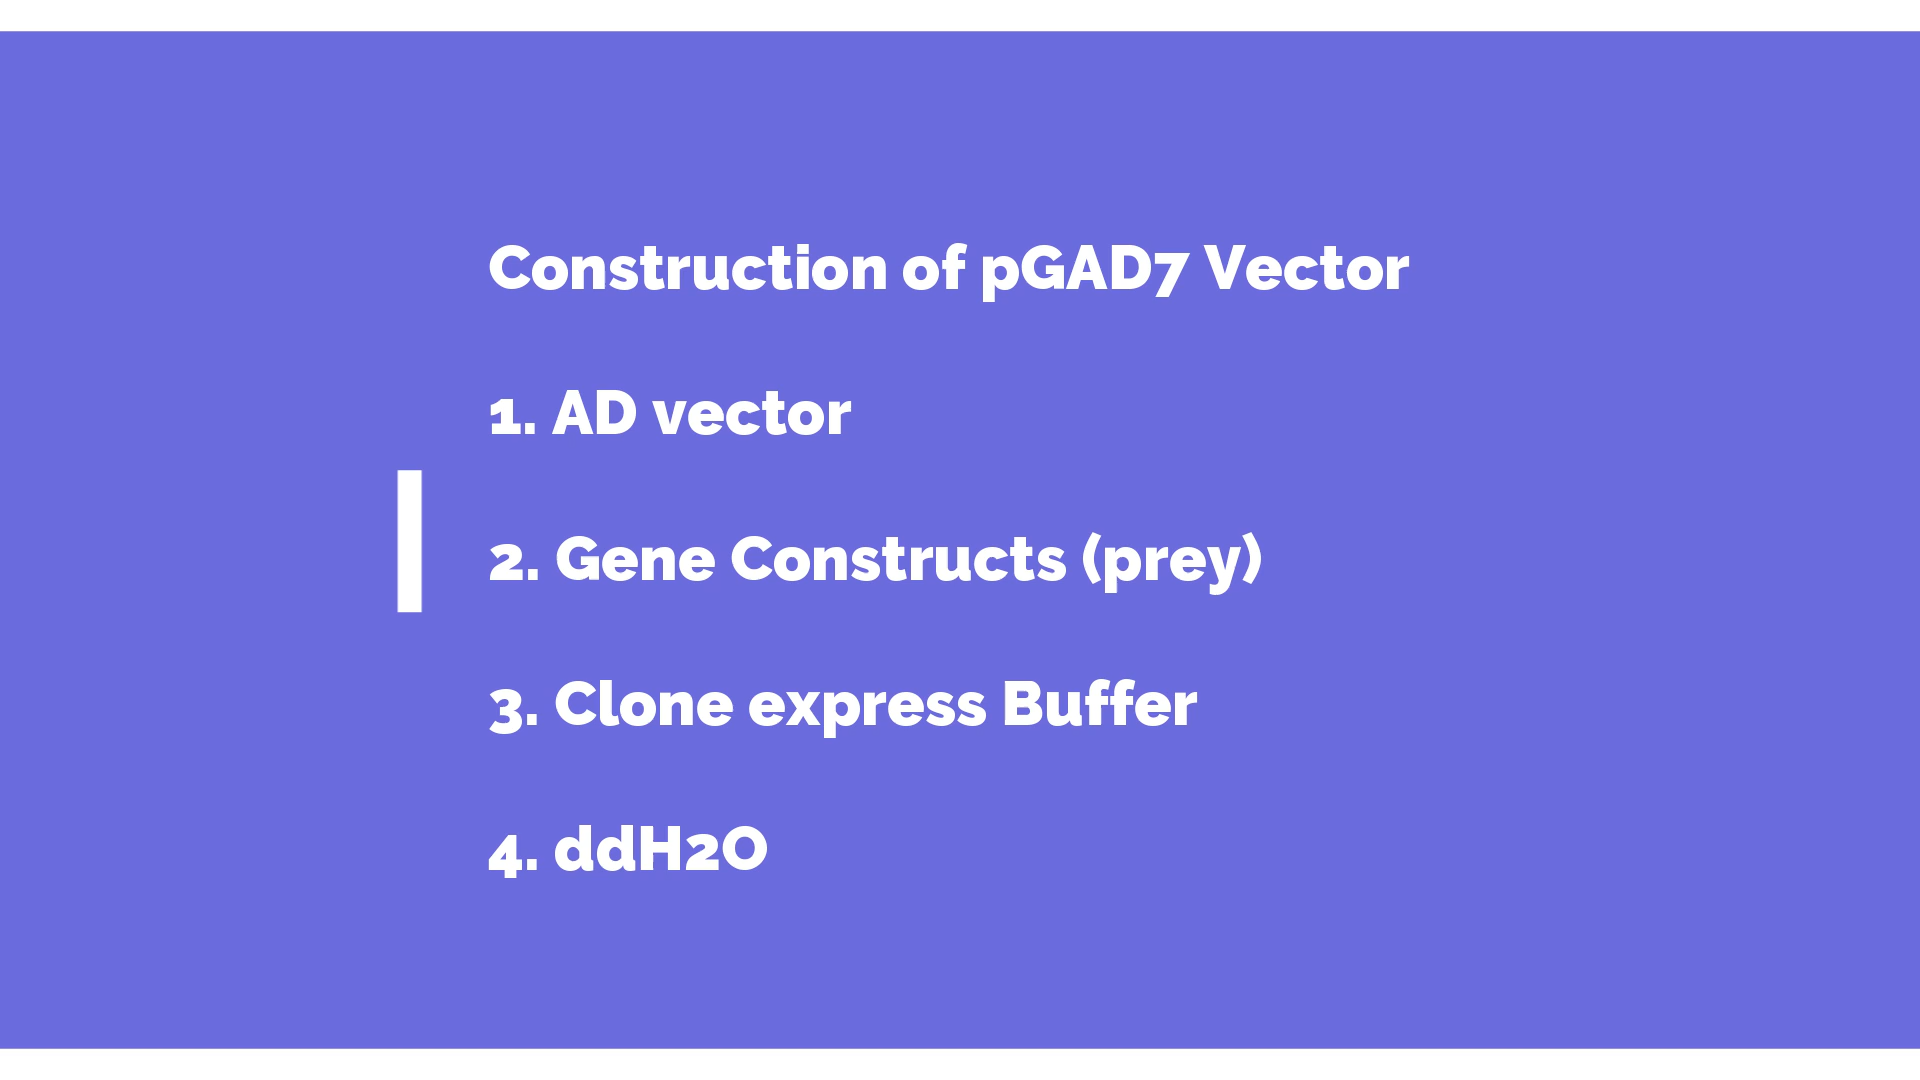 Construction of pGAD7 Vector
1. AD vector
2. Gene Constructs (prey)
3. Clone express Buffer
4. ddH2O